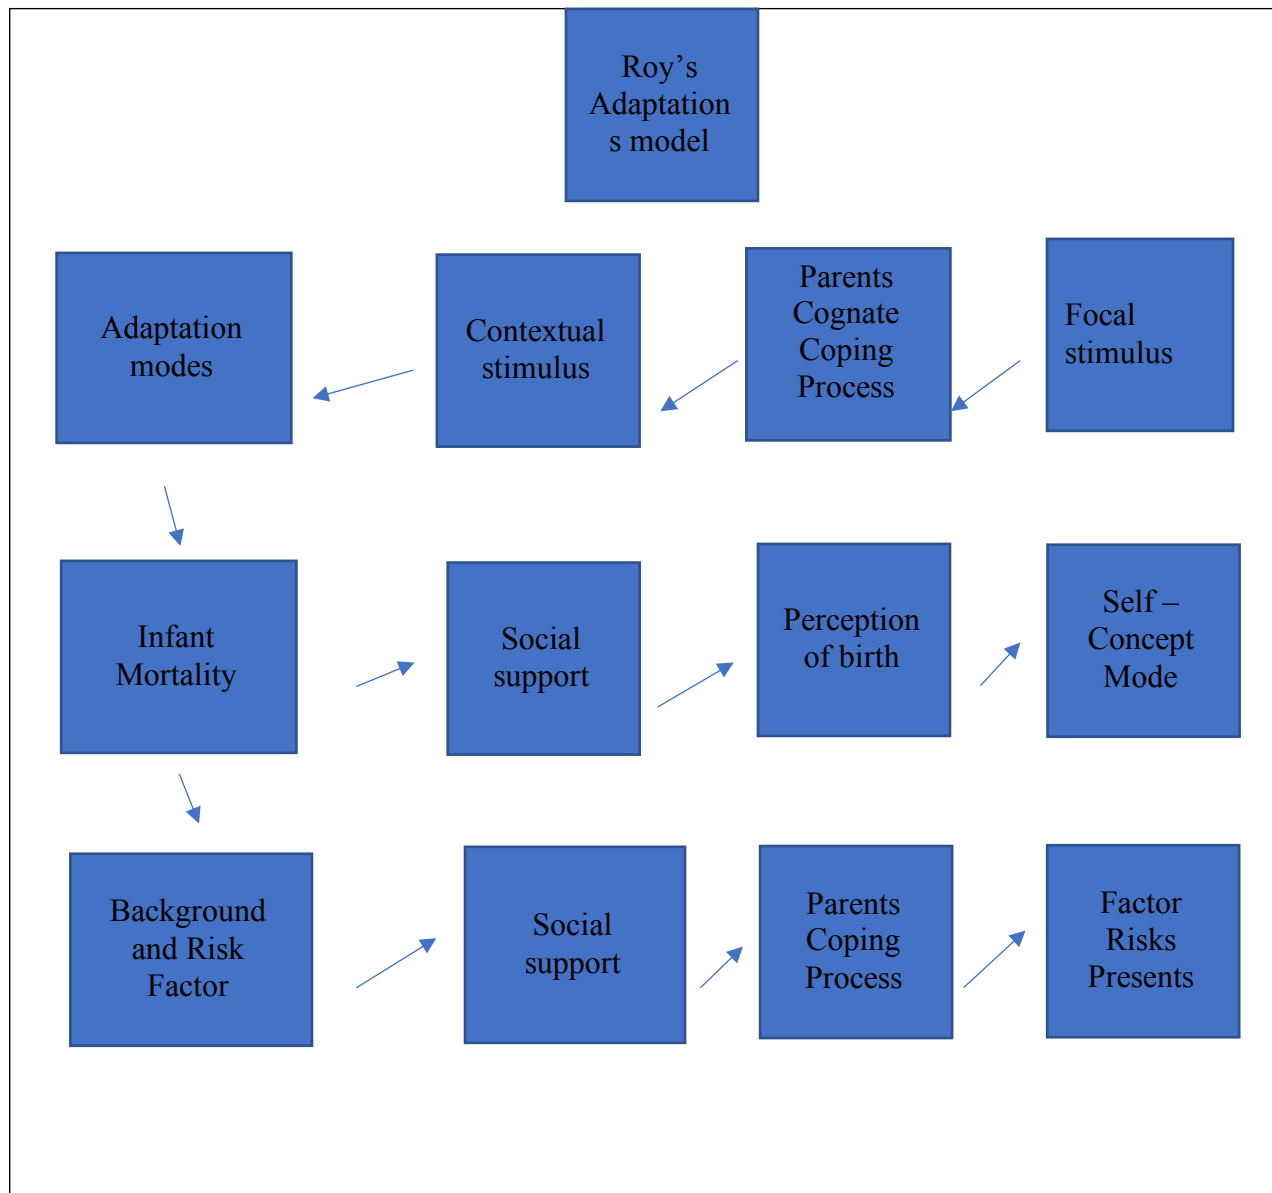 Roy’s
Adaptation
s model
Adaptation
modes
Contextual
stimulus
Parents
Cognate
Coping
Process
Focal
stimulus
Infant
Mortality
Social
support
Perception
of birth
Self –
Concept
Mode
Background
and Risk
Factor
Social
support
Parents
Coping
Process
Factor
Risks
Presents